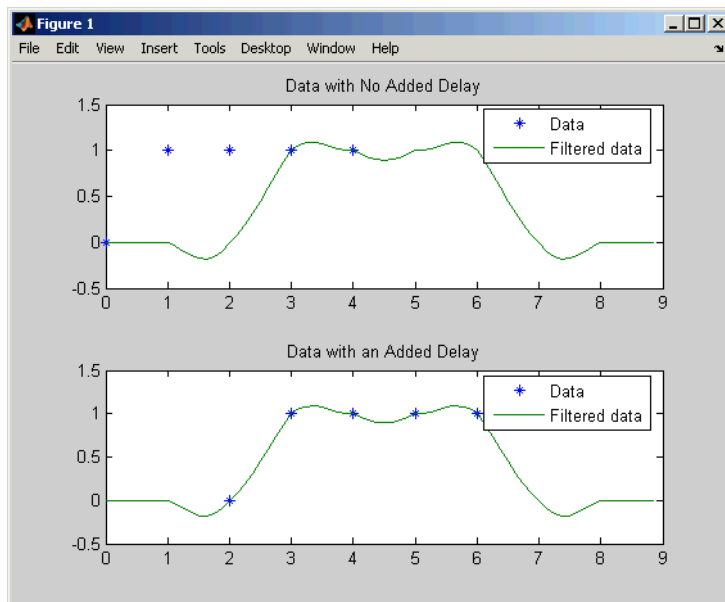 Figure 1
File Edit View Insert Tools Desktop Window Help
Data with No Added Delay
1.5
1
0.5
0
-0.5
0 1 2 3 4 5 6 7 8 9
Data
Filtered data
Data with an Added Delay
1.5
1
0.5
0
-0.5
0 1 2 3 4 5 6 7 8 9
Data
Filtered data